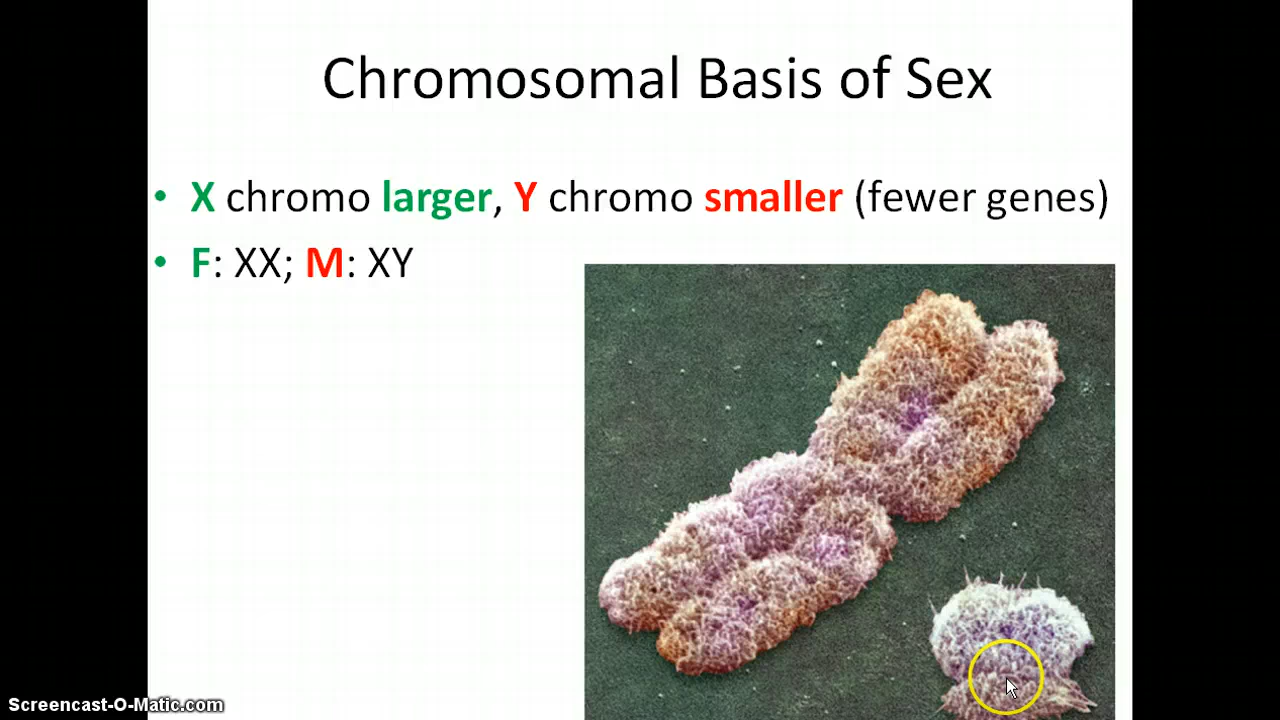 Chromosomal Basis of Sex
• X chromo larger, Y chromo smaller (fewer genes)
• F: XX; M: XY
Screencast-O-Matic.com